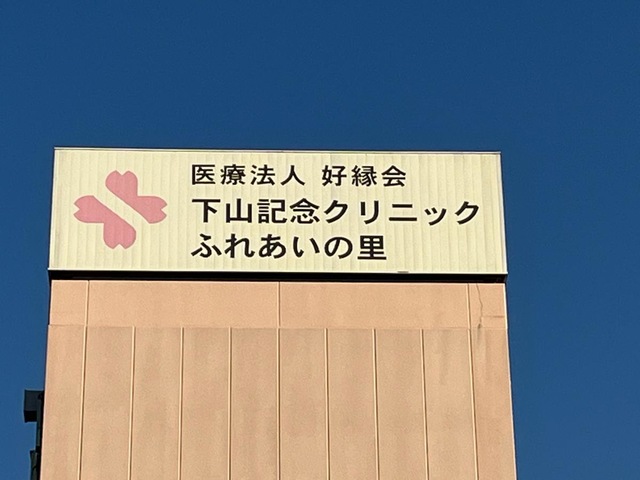 医療法人 好縁会
下山記念クリニック
ふれあいの里